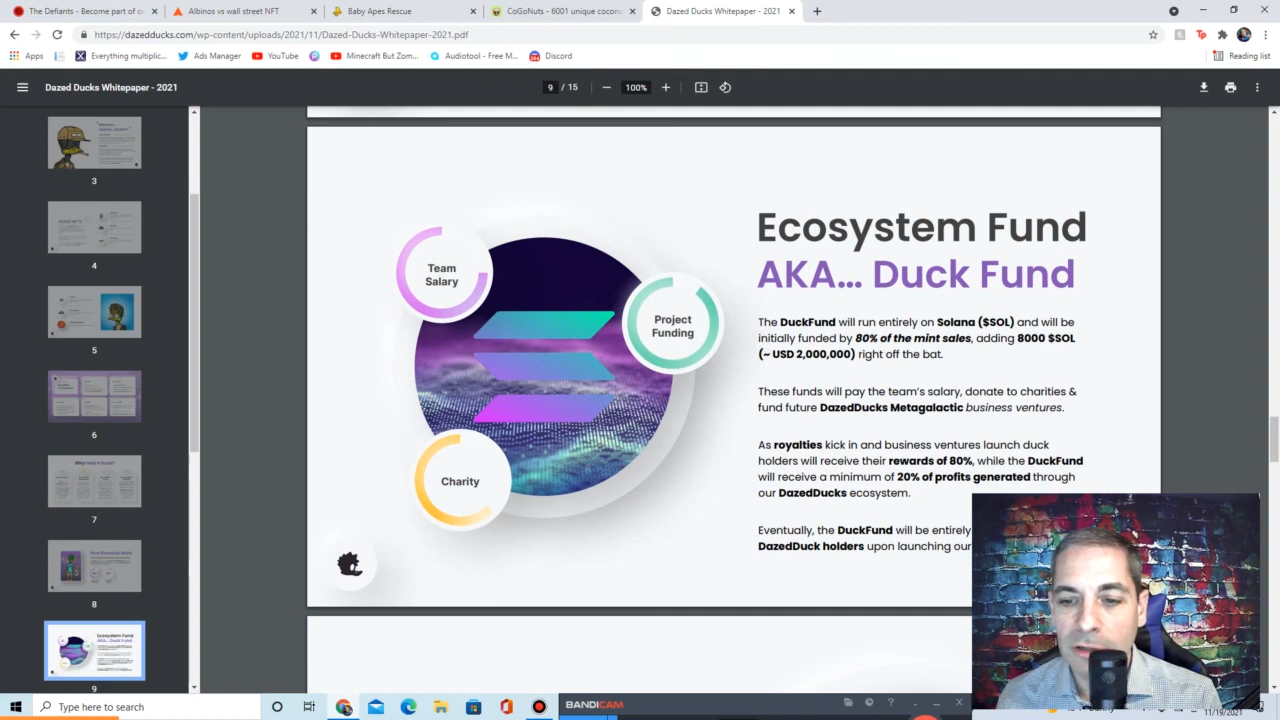 The Defiants - Become part of o
Albinos vs wall street NFT
Baby Apes Rescue
CoGoNuts - 6001 unique coconu
Dazed Ducks Whitepaper - 2021
https://dazedducks.com/wp-content/uploads/2021/11/Dazed-Ducks-Whitepaper-2021.pdf
Apps
Everything multiplic...
Ads Manager
YouTube
Minecraft But Zom...
Audiotool - Free M...
Discord
Reading list
Dazed Ducks Whitepaper - 2021
9 / 15
100%
3
4
5
6
7
8
9
Team
Salary
Project
Funding
Charity
Ecosystem Fund
AKA... Duck Fund
The DuckFund will run entirely on Solana ($SOL) and will be
initially funded by 80% of the mint sales, adding 8000 $SOL
(~ USD 2,000,000) right off the bat.
These funds will pay the team's salary, donate to charities &
fund future DazedDucks Metagalactic business ventures.
As royalties kick in and business ventures launch duck
holders will receive their rewards of 80%, while the DuckFund
will receive a minimum of 20% of profits generated through
our DazedDucks ecosystem.
Eventually, the DuckFund will be entirely
DazedDuck holders upon launching our
Type here to search
BANDICAM
11/19/2021